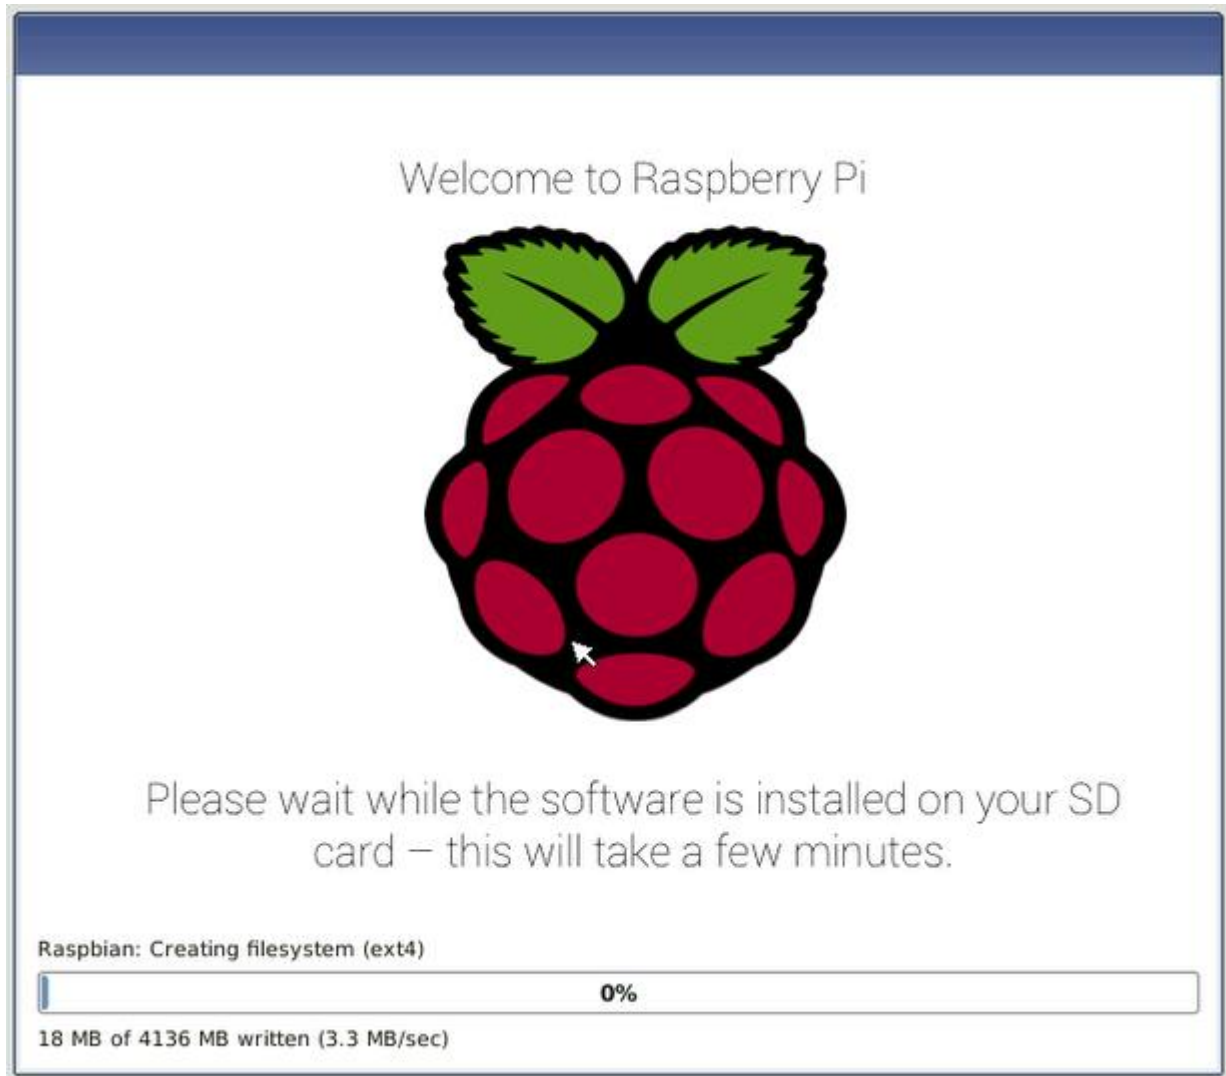 Welcome to Raspberry Pi
Please wait while the software is installed on your SD
card – this will take a few minutes.
Raspbian: Creating filesystem (ext4)
0%
18 MB of 4136 MB written (3.3 MB/sec)